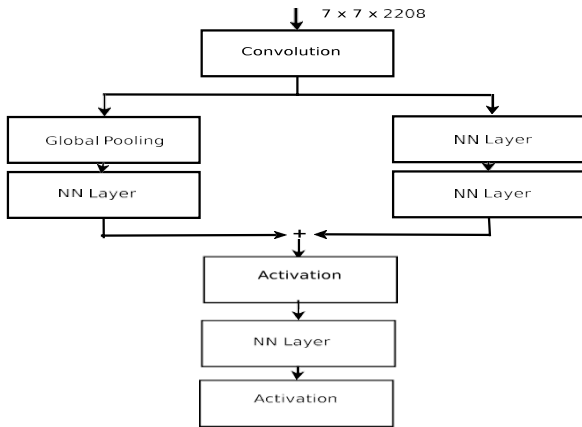 7 x 7 x 2208
Convolution
Global Pooling
NN Layer
NN Layer
NN Layer
+
Activation
NN Layer
Activation